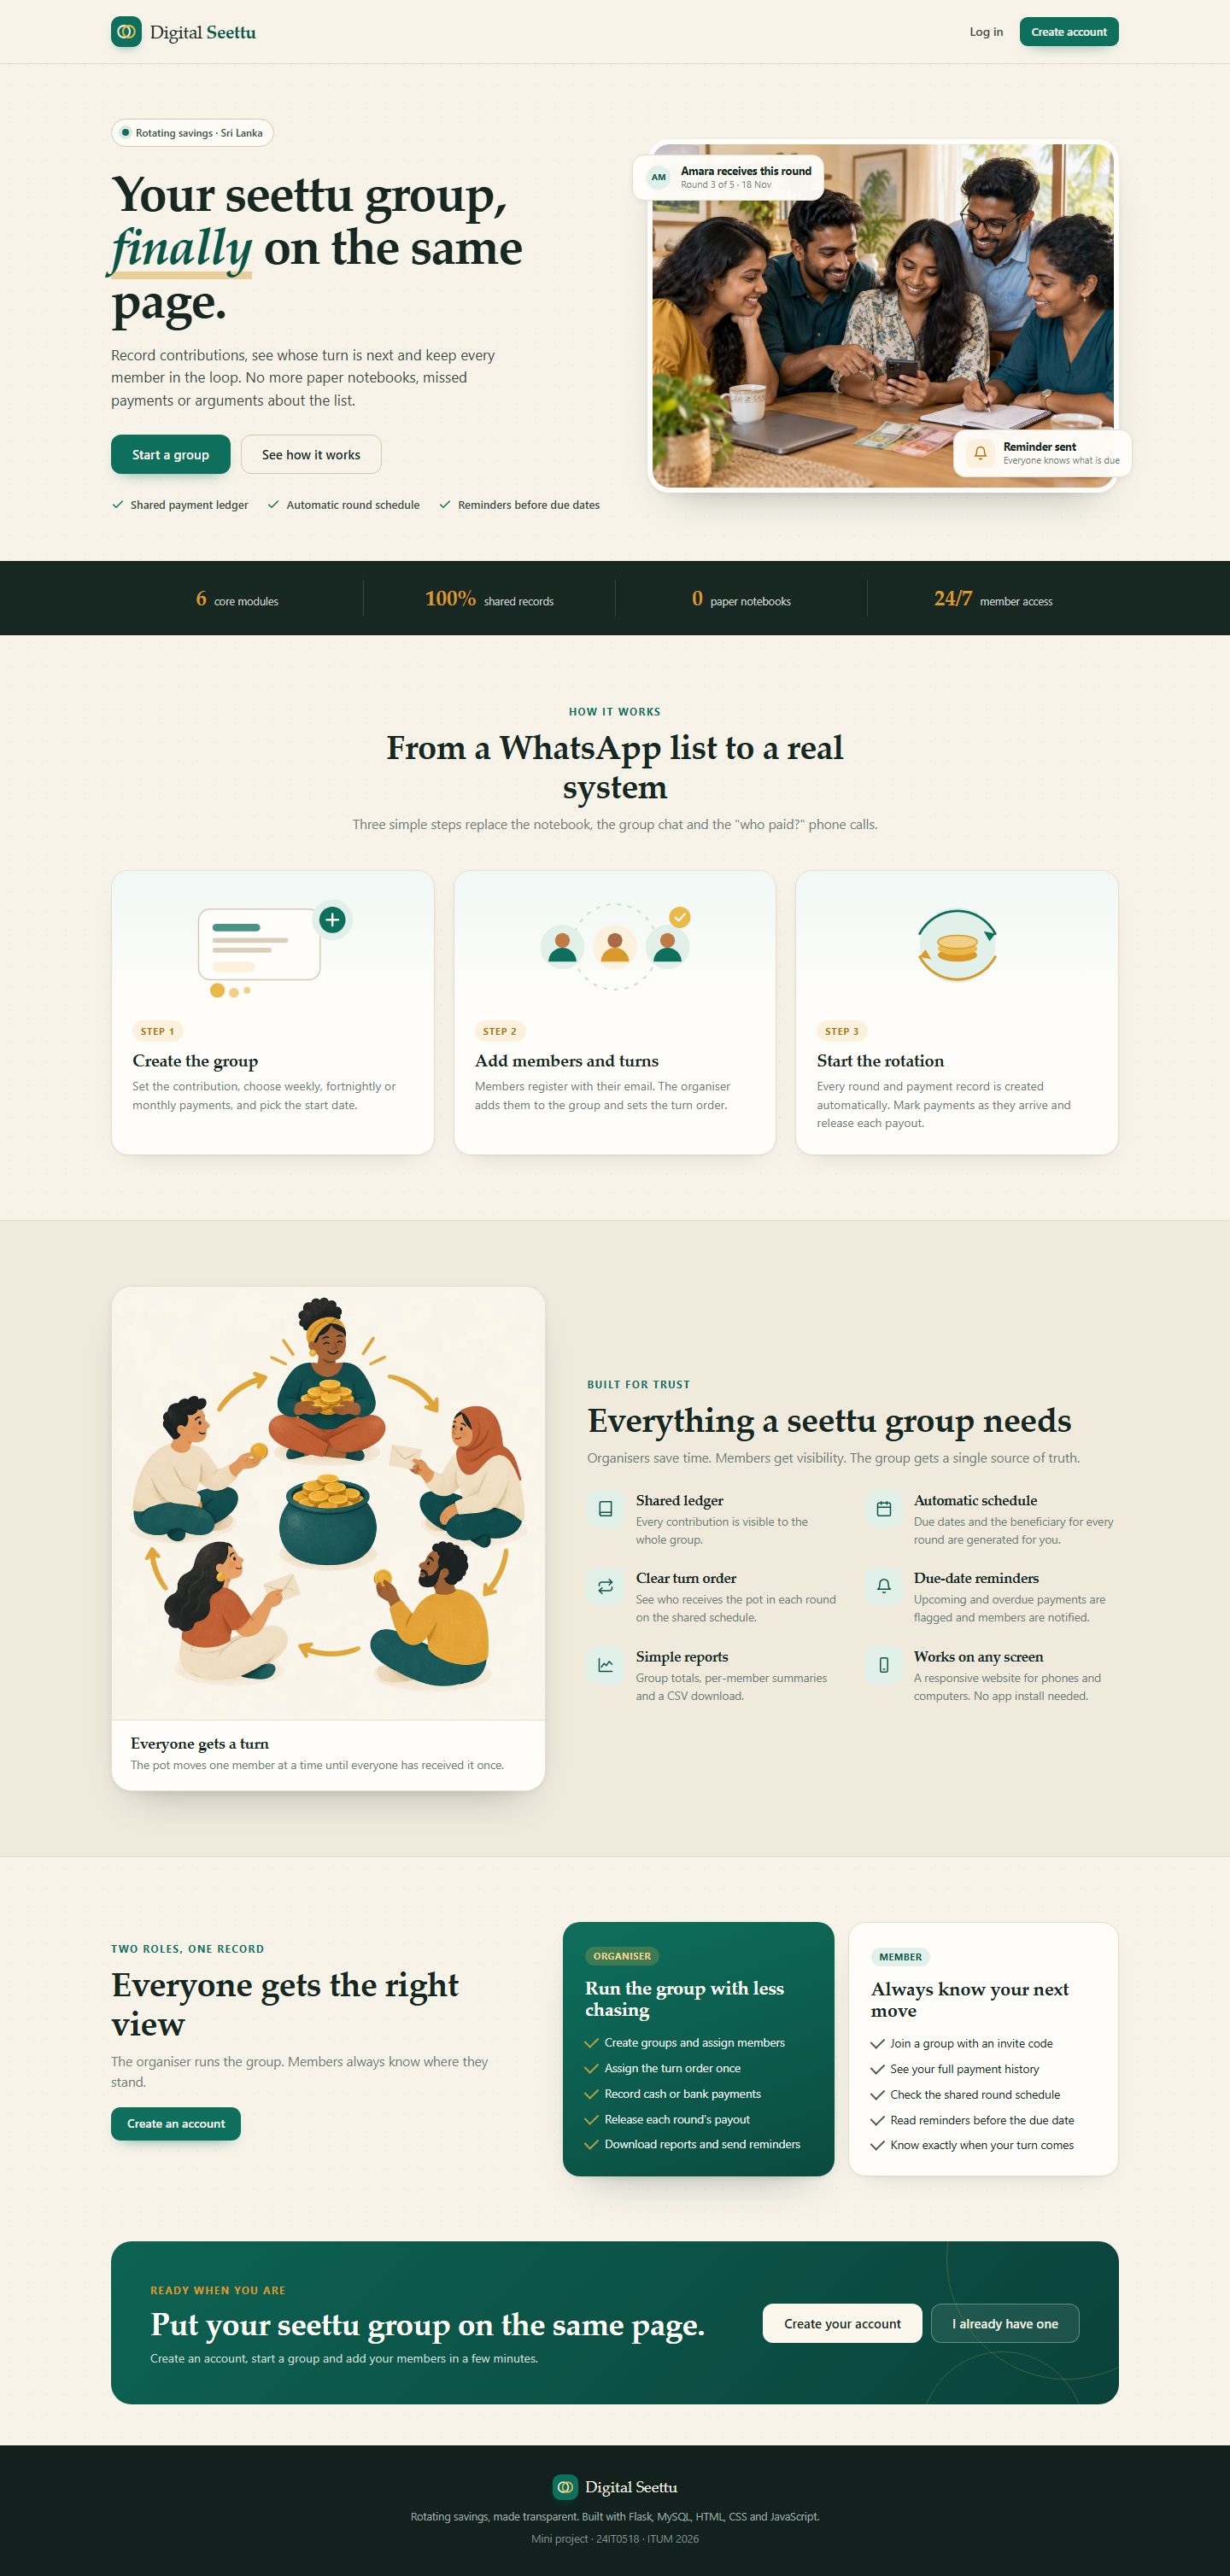 Digital Seettu
Log in
Create account
Rotating savings · Sri Lanka
Your seettu group,
finally on the same
page.
Record contributions, see whose turn is next and keep every
member in the loop. No more paper notebooks, missed
payments or arguments about the list.
Start a group
See how it works
Shared payment ledger
Automatic round schedule
Reminders before due dates
AM
Amara receives this round
Round 3 of 5 · 18 Nov
Reminder sent
Everyone knows what is due
6 core modules
100% shared records
0 paper notebooks
24/7 member access
HOW IT WORKS
From a WhatsApp list to a real
system
Three simple steps replace the notebook, the group chat and the "who paid?" phone calls.
STEP 1
Create the group
Set the contribution, choose weekly, fortnightly or
monthly payments, and pick the start date.
STEP 2
Add members and turns
Members register with their email. The organiser
adds them to the group and sets the turn order.
STEP 3
Start the rotation
Every round and payment record is created
automatically. Mark payments as they arrive and
release each payout.
Everyone gets a turn
The pot moves one member at a time until everyone has received it once.
BUILT FOR TRUST
Everything a seettu group needs
Organisers save time. Members get visibility. The group gets a single source of truth.
Shared ledger
Every contribution is visible to the
whole group.
Automatic schedule
Due dates and the beneficiary for every
round are generated for you.
Clear turn order
See who receives the pot in each round
on the shared schedule.
Due-date reminders
Upcoming and overdue payments are
flagged and members are notified.
Simple reports
Group totals, per-member summaries
and a CSV download.
Works on any screen
A responsive website for phones and
computers. No app install needed.
TWO ROLES, ONE RECORD
Everyone gets the right
view
The organiser runs the group. Members always know where they
stand.
Create an account
ORGANISER
Run the group with less
chasing
Create groups and assign members
Assign the turn order once
Record cash or bank payments
Release each round's payout
Download reports and send reminders
MEMBER
Always know your next
move
Join a group with an invite code
See your full payment history
Check the shared round schedule
Read reminders before the due date
Know exactly when your turn comes
READY WHEN YOU ARE
Put your seettu group on the same page.
Create an account, start a group and add your members in a few minutes.
Create your account
I already have one
Digital Seettu
Rotating savings, made transparent. Built with Flask, MySQL, HTML, CSS and JavaScript.
Mini project · 24IT0518 · ITUM 2026